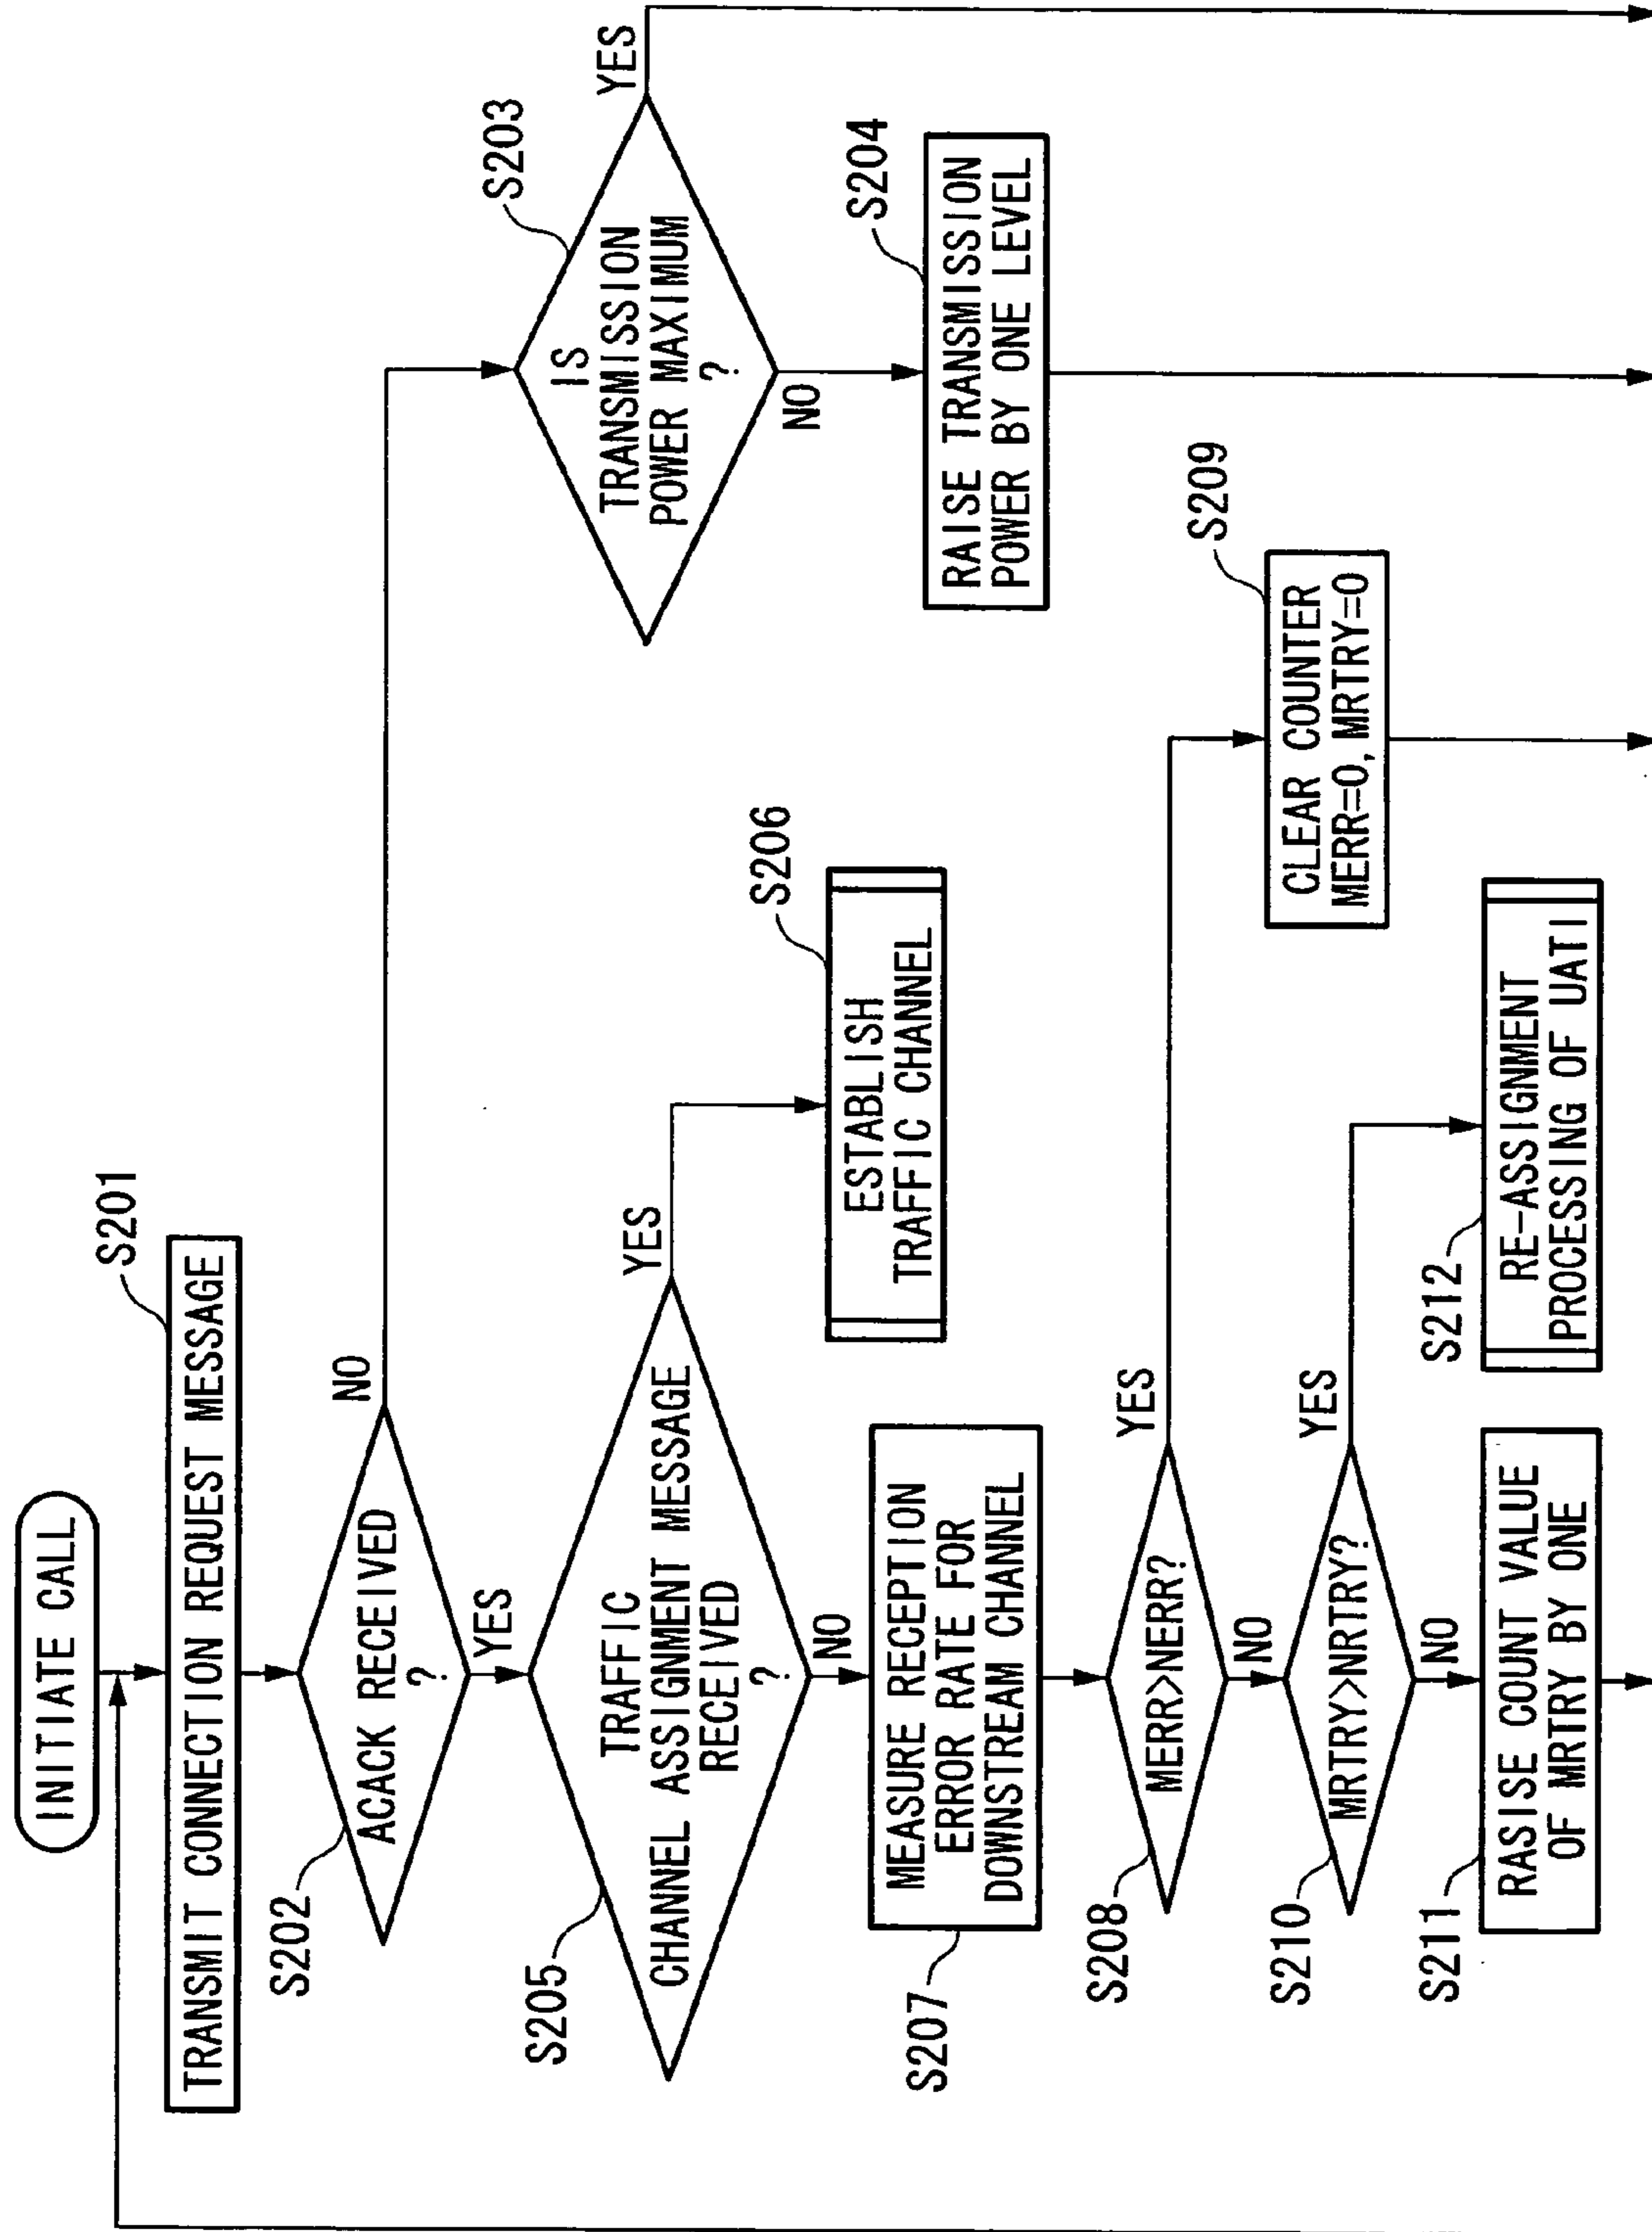 INITIATE CALL
S201
TRANSMIT CONNECTION REQUEST MESSAGE
S202
ACACK RECEIVED
?
NO
YES
S203
IS
TRANSMISSION
POWER MAXIMUM
?
YES
NO
S204
RAISE TRANSMISSION
POWER BY ONE LEVEL
S205
TRAFFIC
CHANNEL ASSIGNMENT MESSAGE
RECEIVED
?
YES
NO
S206
ESTABLISH
TRAFFIC CHANNEL
S207
MEASURE RECEPTION
ERROR RATE FOR
DOWNSTREAM CHANNEL
S208
MERR>NERR?
YES
NO
S209
CLEAR COUNTER
MERR=0, MRTRY=0
S210
MRTRY>NRTRY?
YES
NO
S211
RASISE COUNT VALUE
OF MRTRY BY ONE
S212
RE-ASSIGNMENT
PROCESSING OF UATI